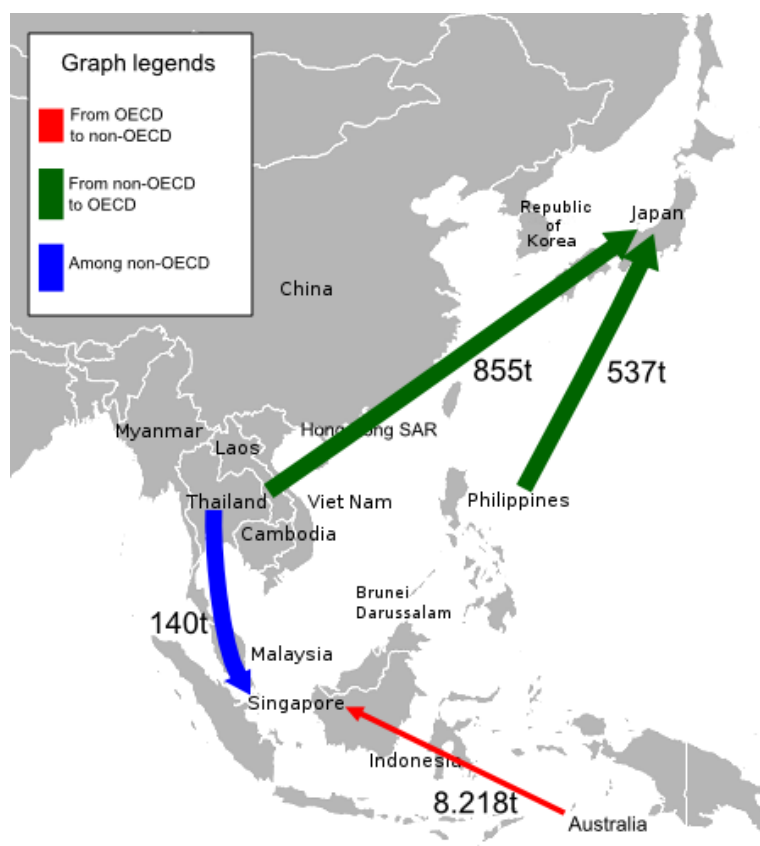 Graph legends
From OECD
to non-OECD
From non-OECD
to OECD
Among non-OECD
Republic
of
Korea
Japan
China
855t
537t
Myanmar
Hong Kong SAR
Laos
Thailand
Viet Nam
Philippines
Cambodia
Brunei
Darussalam
140t
Malaysia
Singapore
Indonesia
8.218t
Australia